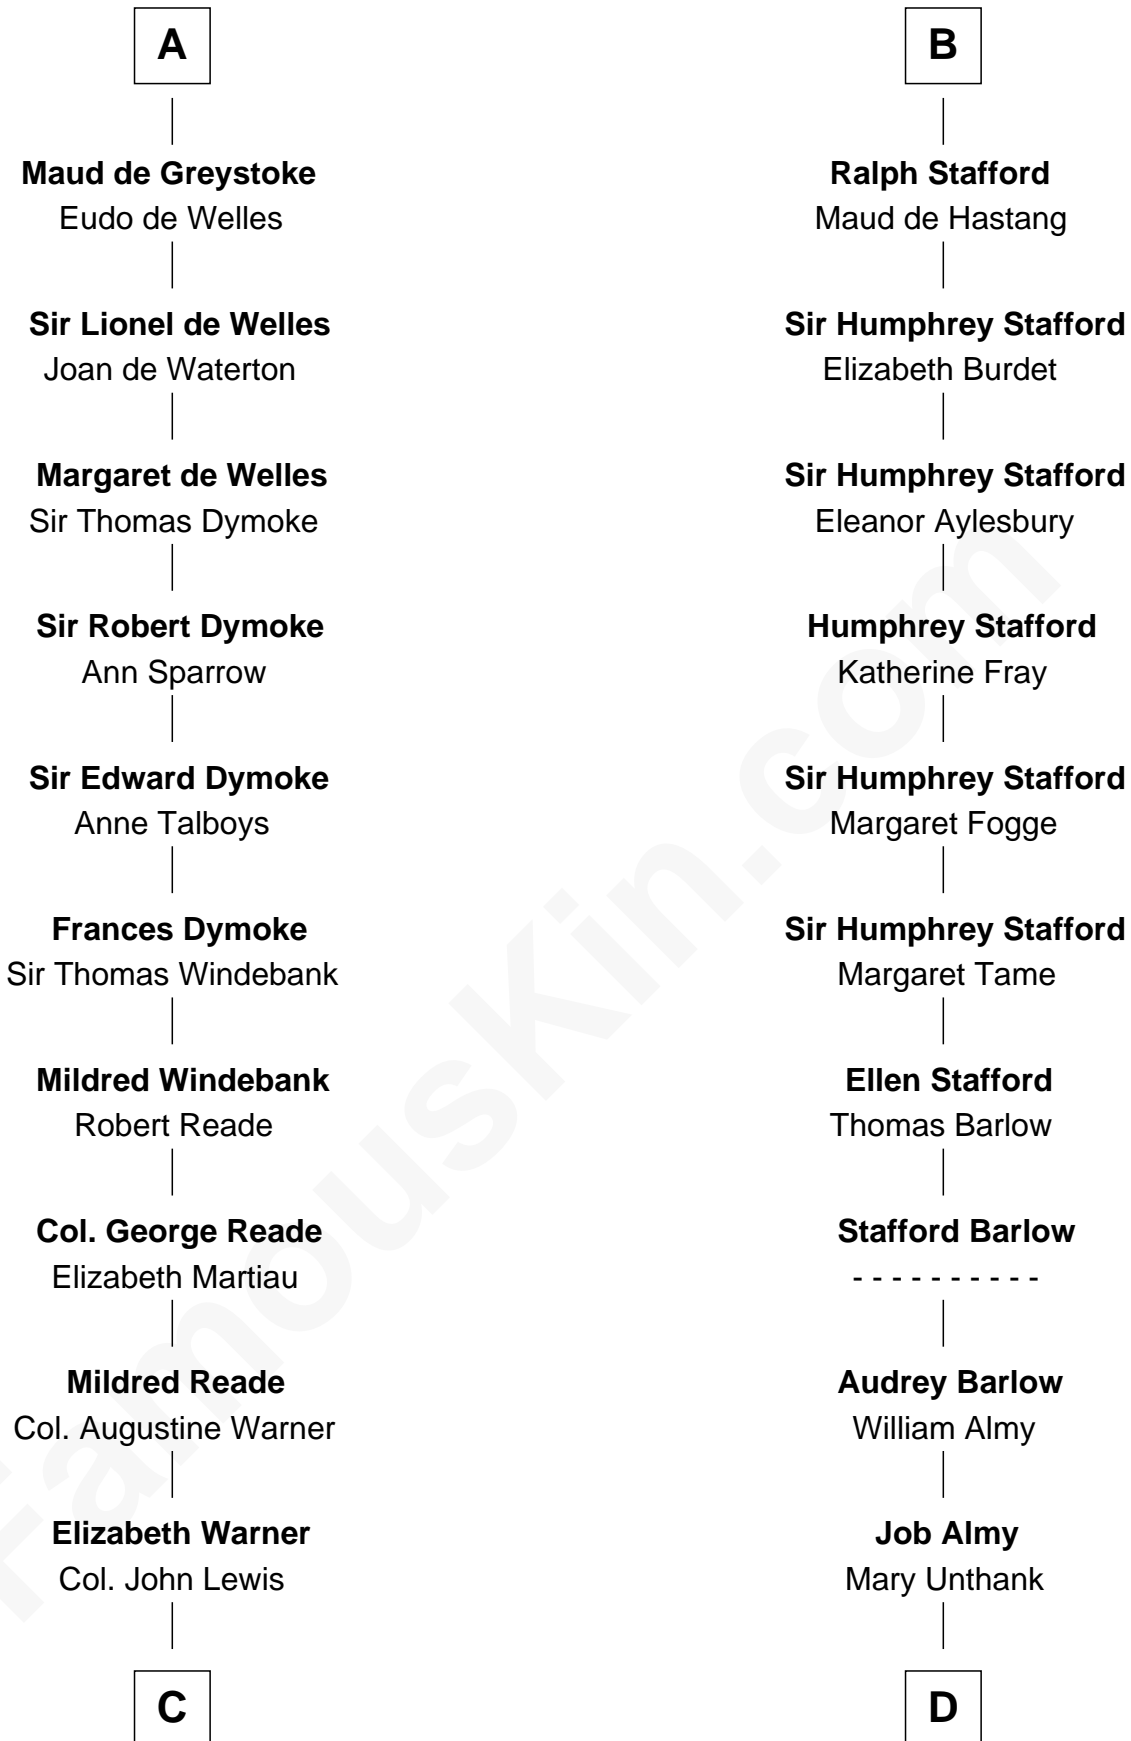 A
Maud de Greystoke
Eudo de Welles
Sir Lionel de Welles
Joan de Waterton
Margaret de Welles
Sir Thomas Dymoke
Sir Robert Dymoke
Ann Sparrow
Sir Edward Dymoke
Anne Talboys
Frances Dymoke
Sir Thomas Windebank
Mildred Windebank
Robert Reade
Col. George Reade
Elizabeth Martiau
Mildred Reade
Col. Augustine Warner
Elizabeth Warner
Col. John Lewis
C
B
Ralph Stafford
Maud de Hastang
Sir Humphrey Stafford
Elizabeth Burdet
Sir Humphrey Stafford
Eleanor Aylesbury
Humphrey Stafford
Katherine Fray
Sir Humphrey Stafford
Margaret Fogge
Sir Humphrey Stafford
Margaret Tame
Ellen Stafford
Thomas Barlow
Stafford Barlow
- - - - - - - - - -
Audrey Barlow
William Almy
Job Almy
Mary Unthank
D
FamousKin.com